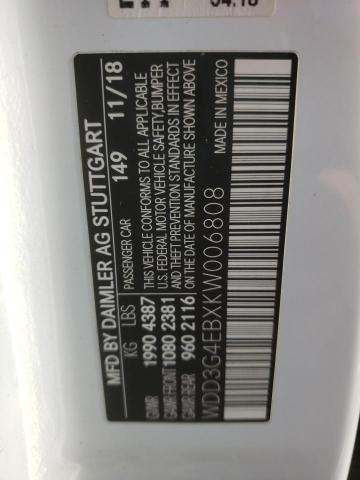 04.18
MFD BY DAIMLER AG STUTTGART
PASSENGER CAR 149 11/18
KG LBS
GVWR 1990 4387
GAWR FRONT 1080 2381
GAWR REAR 960 2116
THIS VEHICLE CONFORMS TO ALL APPLICABLE
U.S. FEDERAL MOTOR VEHICLE SAFETY,BUMPER
AND THEFT PREVENTION STANDARDS IN EFFECT
ON THE DATE OF MANUFACTURE SHOWN ABOVE
WDD3G4EBXKW006808
MADE IN MEXICO